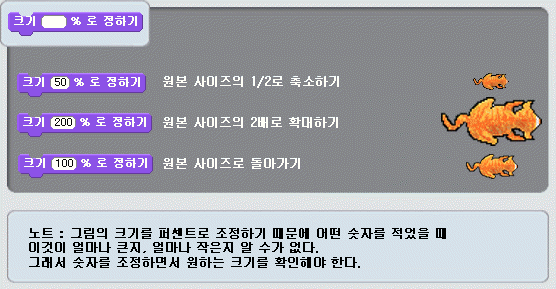 크기 % 로 정하기
크기 50 % 로 정하기 원본 사이즈의 1/2로 축소하기
크기 200 % 로 정하기 원본 사이즈의 2배로 확대하기
크기 100 % 로 정하기 원본 사이즈로 돌아가기
노트 : 그림의 크기를 퍼센트로 조정하기 때문에 어떤 숫자를 적었을 때
이것이 얼마나 큰지, 얼마나 작은지 알 수가 없다.
그래서 숫자를 조정하면서 원하는 크기를 확인해야 한다.